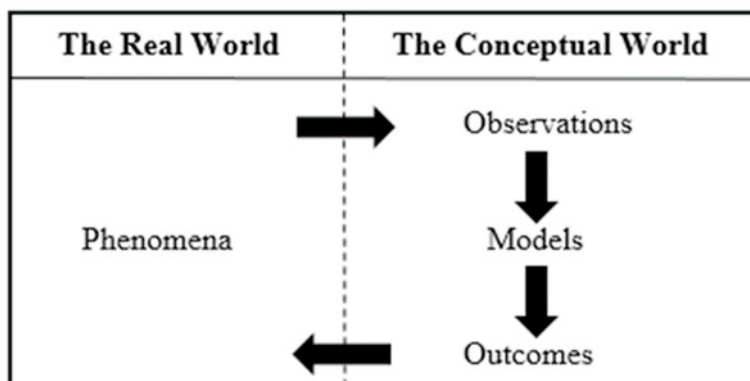 The Real World
The Conceptual World
Observations
Phenomena
Models
Outcomes